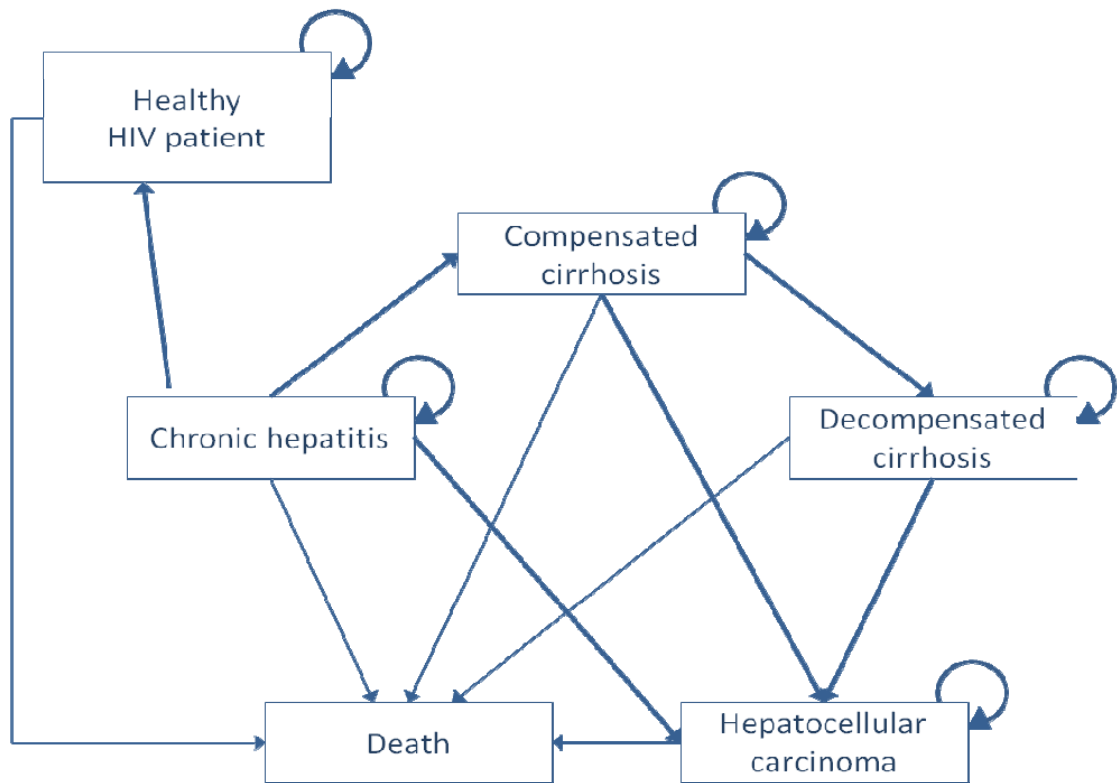 Healthy
HIV patient
Compensated
cirrhosis
Chronic hepatitis
Decompensated
cirrhosis
Death
Hepatocellular
carcinoma